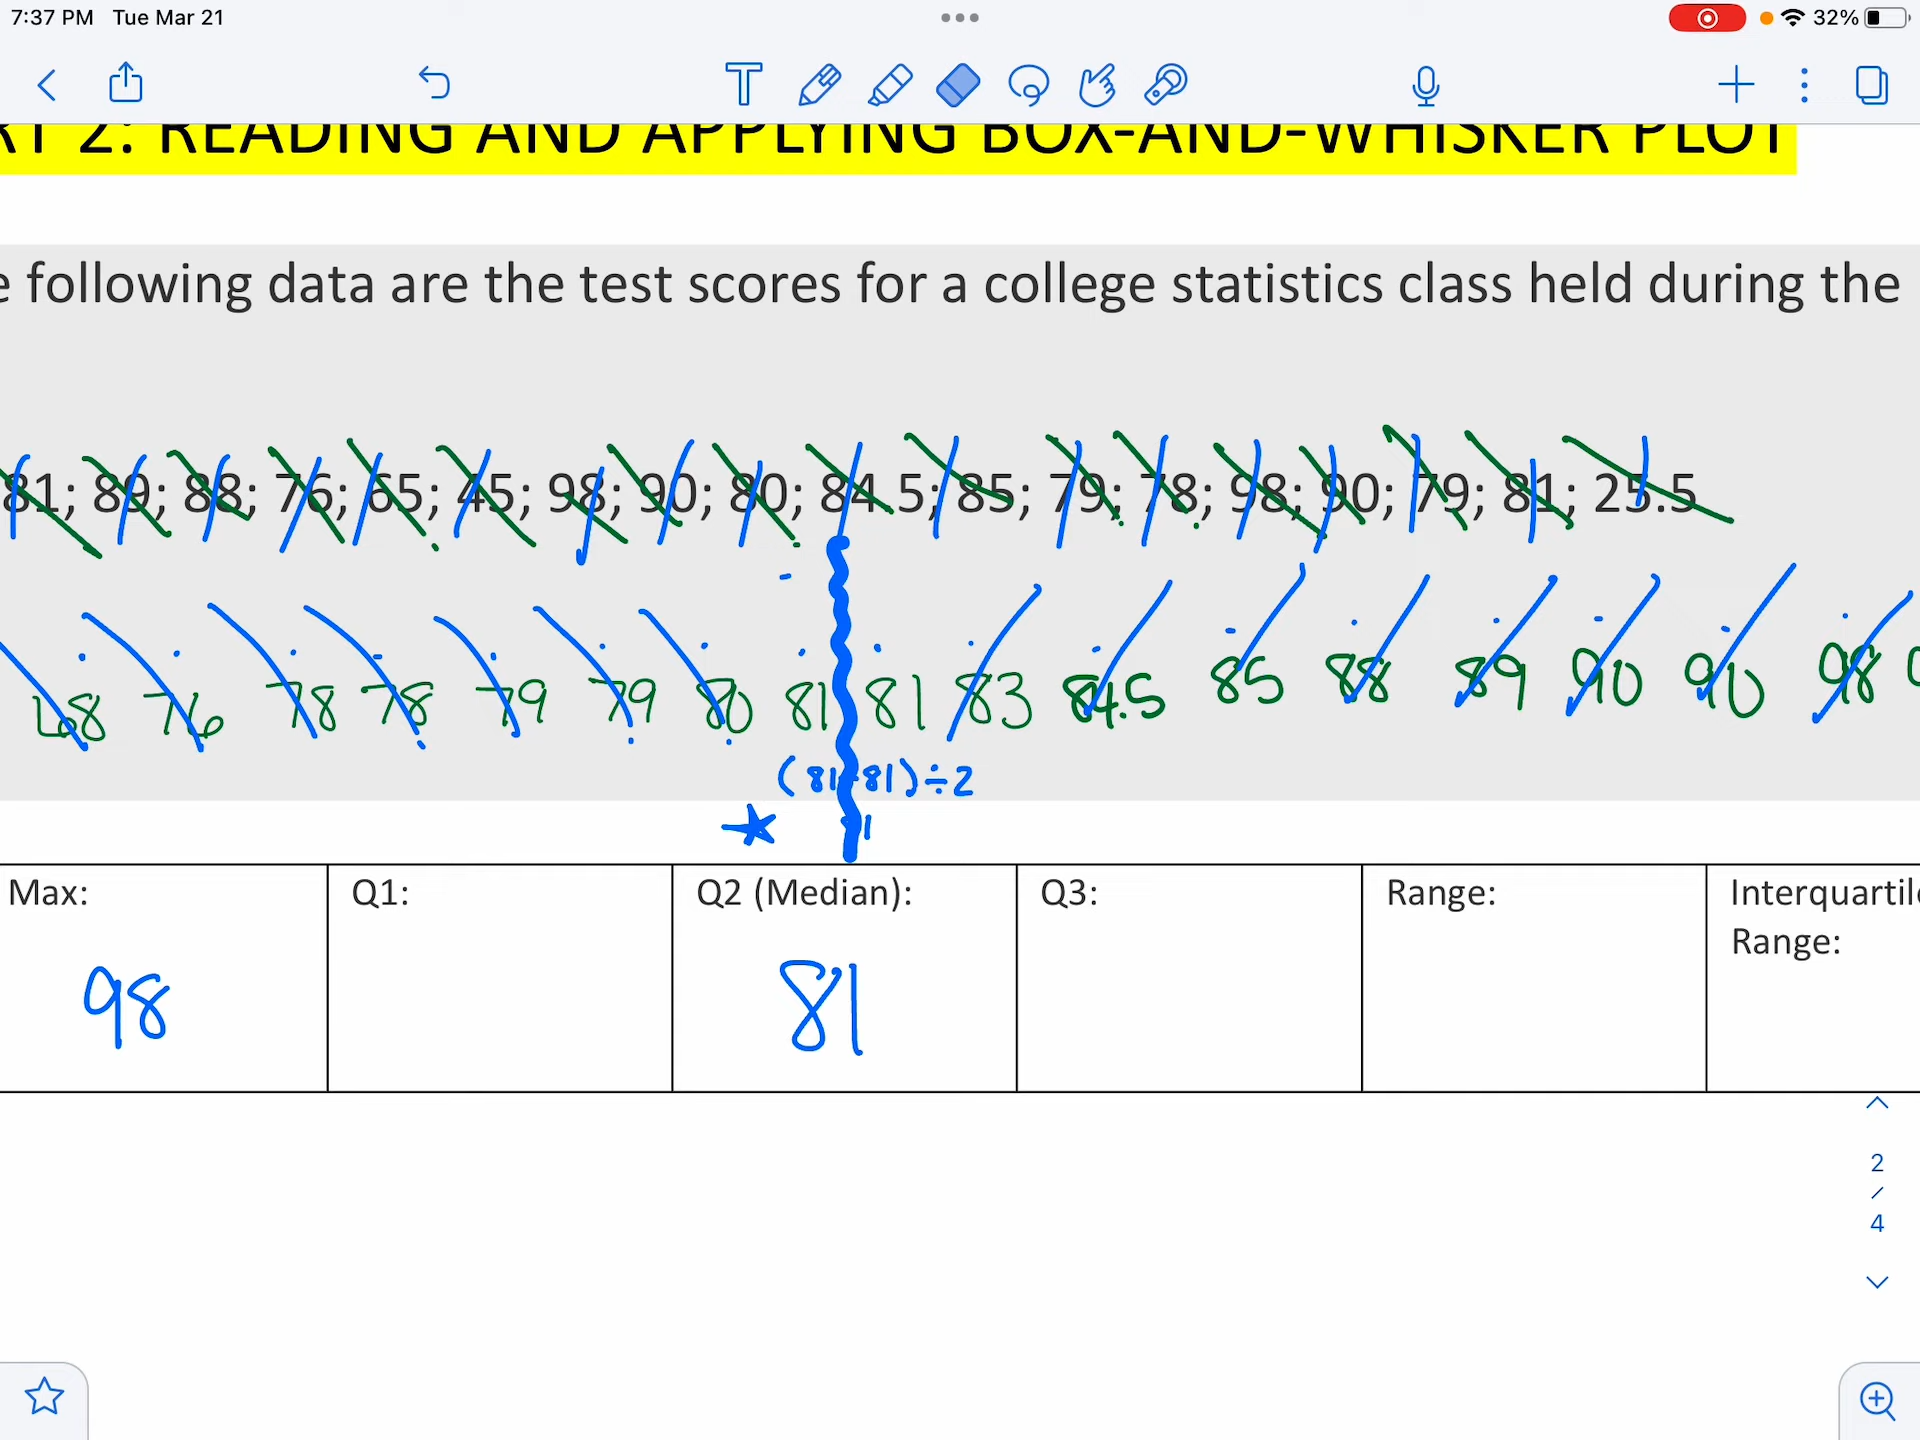 7:37 PM Tue Mar 21
32%
T
RT 2: READING AND APPLYING BOX-AND-WHISKER PLOT
e following data are the test scores for a college statistics class held during the
81; 89; 88; 76; 65; 45; 98; 90; 80; 84.5; 85; 79; 78; 98; 90; 79; 81; 25.5
68 76 78 78 79 79 80 81 81 83 84.5 85 88 89 90 90 98
(81+81)÷2
Max: Q1: Q2 (Median): Q3: Range: Interquartile
Range:
98 81
2
/
4